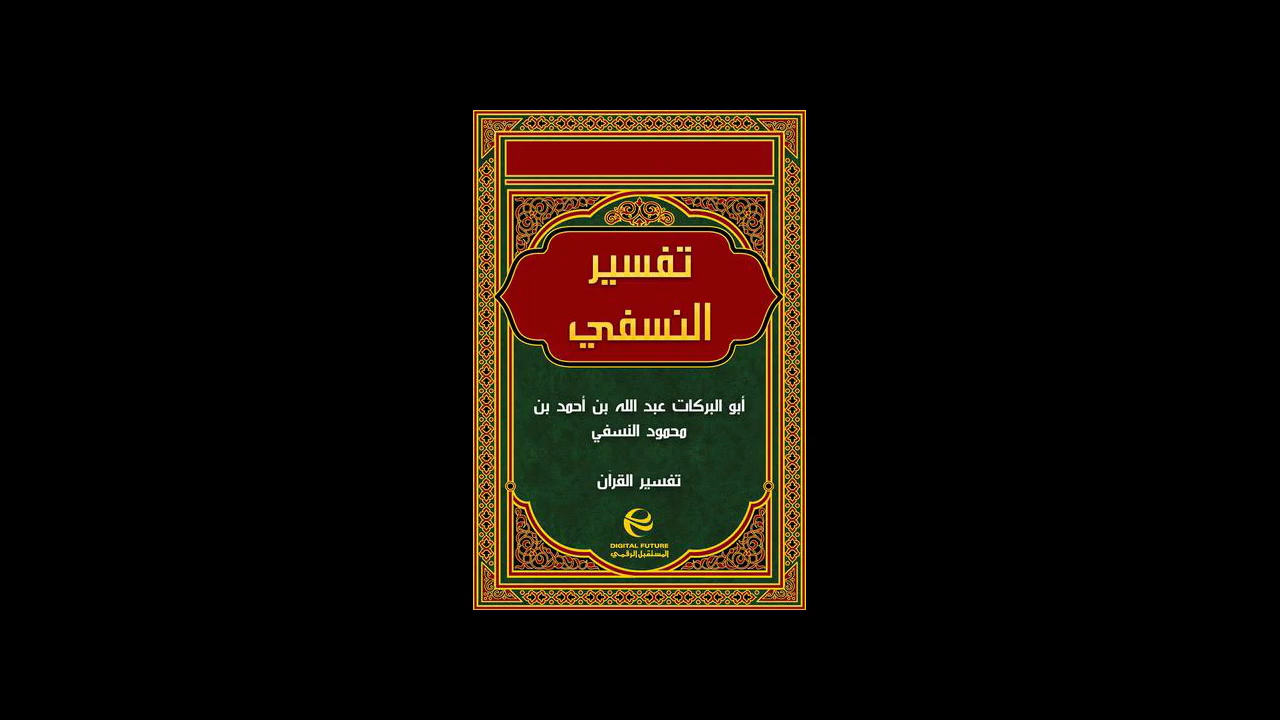 تفسير
النسفي
أبو البركات عبد الله بن أحمد بن
محمود النسفي
تفسير القرآن
DIGITAL FUTURE
المستقبل الرقمي